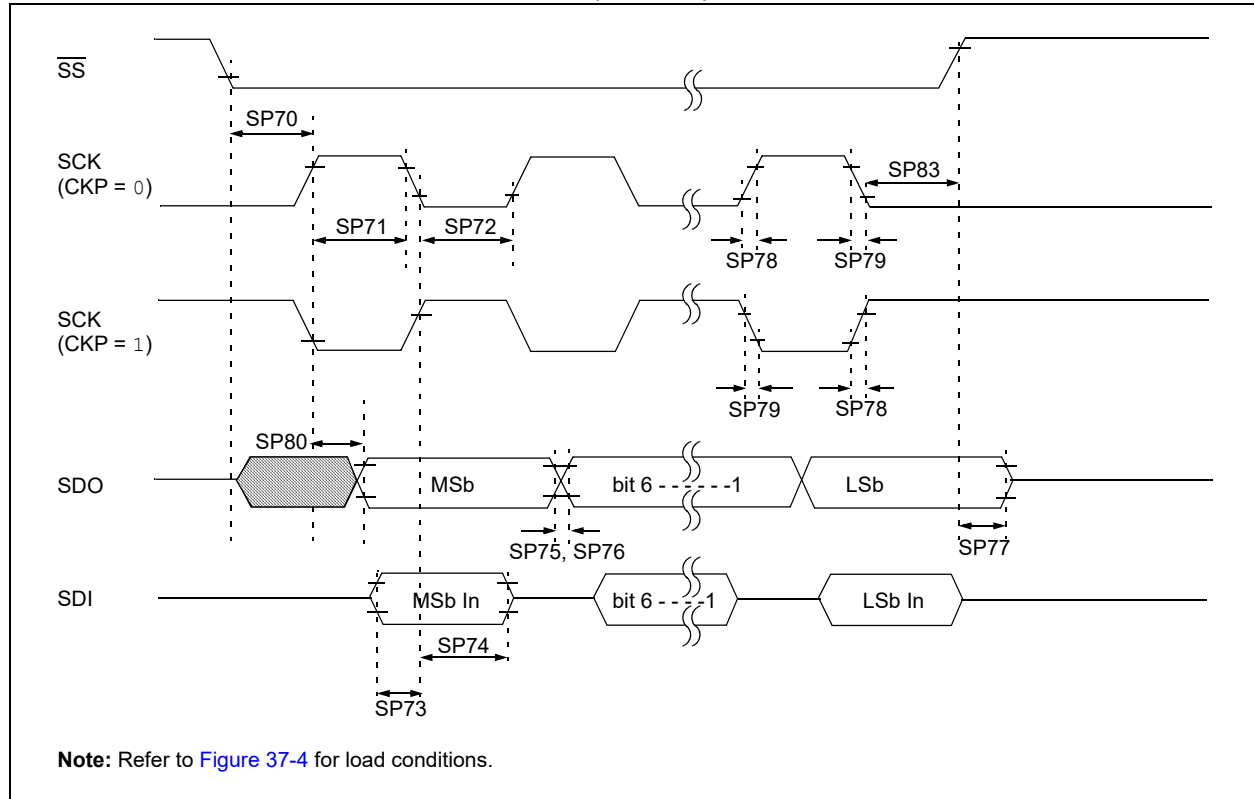 SS
SP70
SCK
(CKP = 0)
SP83
SP71
SP72
SP78
SP79
SCK
(CKP = 1)
SP79
SP78
SP80
SDO
MSb
bit 6 - - - - - -1
LSb
SP75, SP76
SP77
SDI
MSb In
bit 6 - - - -1
LSb In
SP74
SP73
Note: Refer to Figure 37-4 for load conditions.